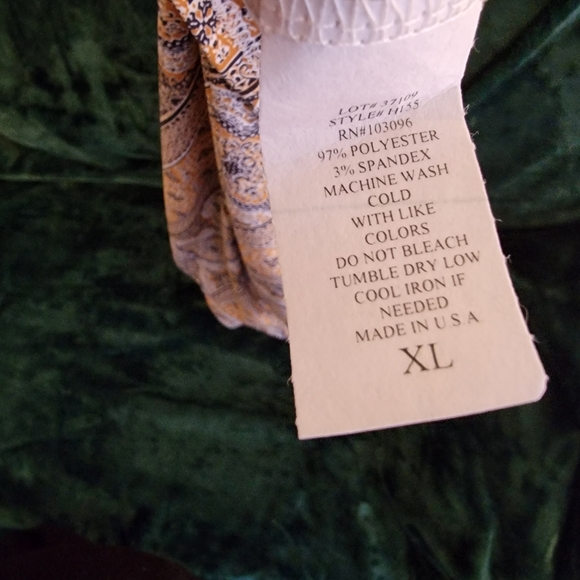 LOT# 37109
STYLE# H155
RN#103096
97% POLYESTER
3% SPANDEX
MACHINE WASH
COLD
WITH LIKE
COLORS
DO NOT BLEACH
TUMBLE DRY LOW
COOL IRON IF
NEEDED
MADE IN U S A
XL